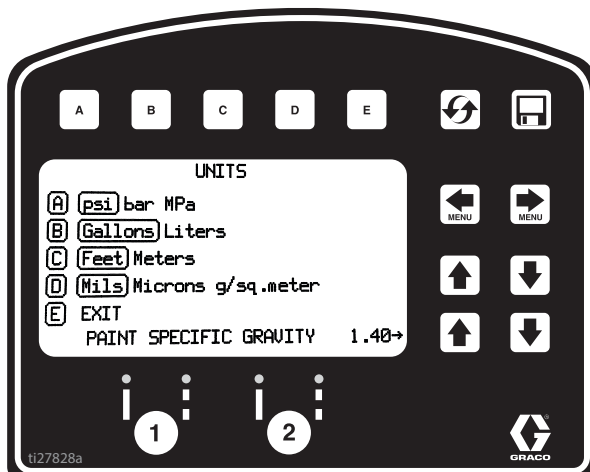 A B C D E
UNITS
A psi bar MPa
B Gallons Liters
C Feet Meters
D Mils Microns g/sq.meter
E EXIT
PAINT SPECIFIC GRAVITY 1.40→
MENU MENU
1 2
ti27828a
G
GRACO